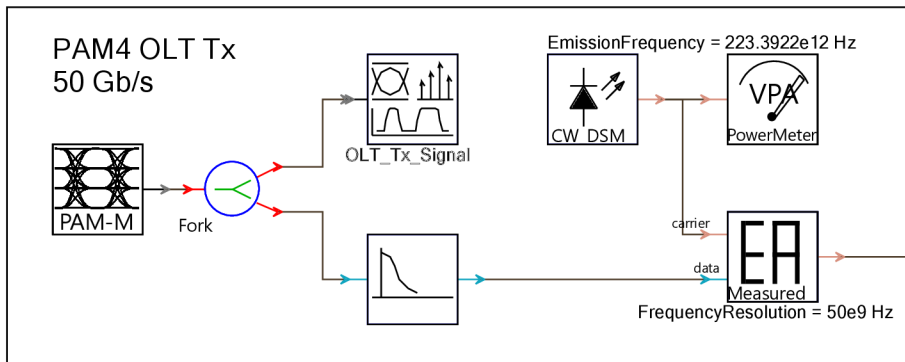 PAM4 OLT Tx
50 Gb/s
EmissionFrequency = 223.3922e12 Hz
VPA
CW_DSM
PowerMeter
OLT_Tx_Signal
PAM-M
Fork
carrier
data
EA
Measured
FrequencyResolution = 50e9 Hz